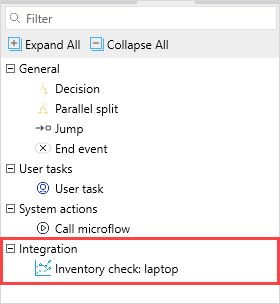 Filter
Expand All Collapse All
General
Decision
Parallel split
Jump
End event
User tasks
User task
System actions
Call microflow
Integration
Inventory check: laptop